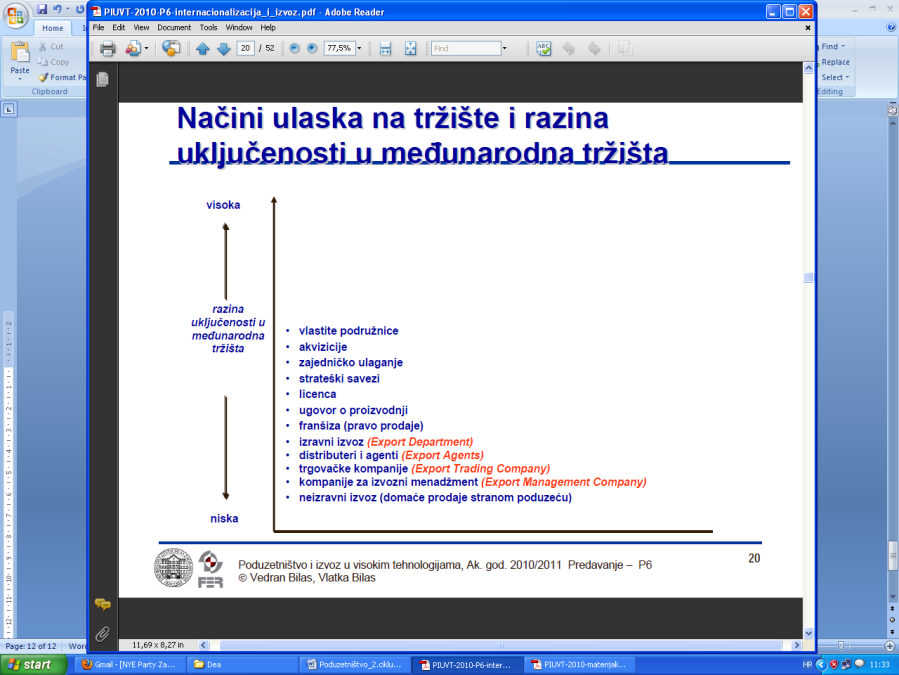 PIUVT-2010-P6-internacionalizacija_i_izvoz.pdf - Adobe Reader
Home
File Edit View Document Tools Window Help
20 / 52 77,5% Find
Cut
Copy
Paste
Format Pa
Clipboard
Find
Replace
Select
Editing
Načini ulaska na tržište i razina
uključenosti u međunarodna tržišta
visoka
razina
uključenosti u
međunarodna
tržišta
niska
• vlastite podružnice
• akvizicije
• zajedničko ulaganje
• strateški savezi
• licenca
• ugovor o proizvodnji
• franšiza (pravo prodaje)
• izravni izvoz (Export Department)
• distributeri i agenti (Export Agents)
• trgovačke kompanije (Export Trading Company)
• kompanije za izvozni menadžment (Export Management Company)
• neizravni izvoz (domaće prodaje stranom poduzeću)
FER
Poduzetništvo i izvoz u visokim tehnologijama, Ak. god. 2010/2011 Predavanje – P6
© Vedran Bilas, Vlatka Bilas
20
11,69 x 8,27 in
Page: 12 of 12 Wor
start Gmail - [NYE Party Za... Dea Poduzetništvo_2.ciklu... PIUVT-2010-P6-inter... PIUVT-2010-materijali... HR 11:33